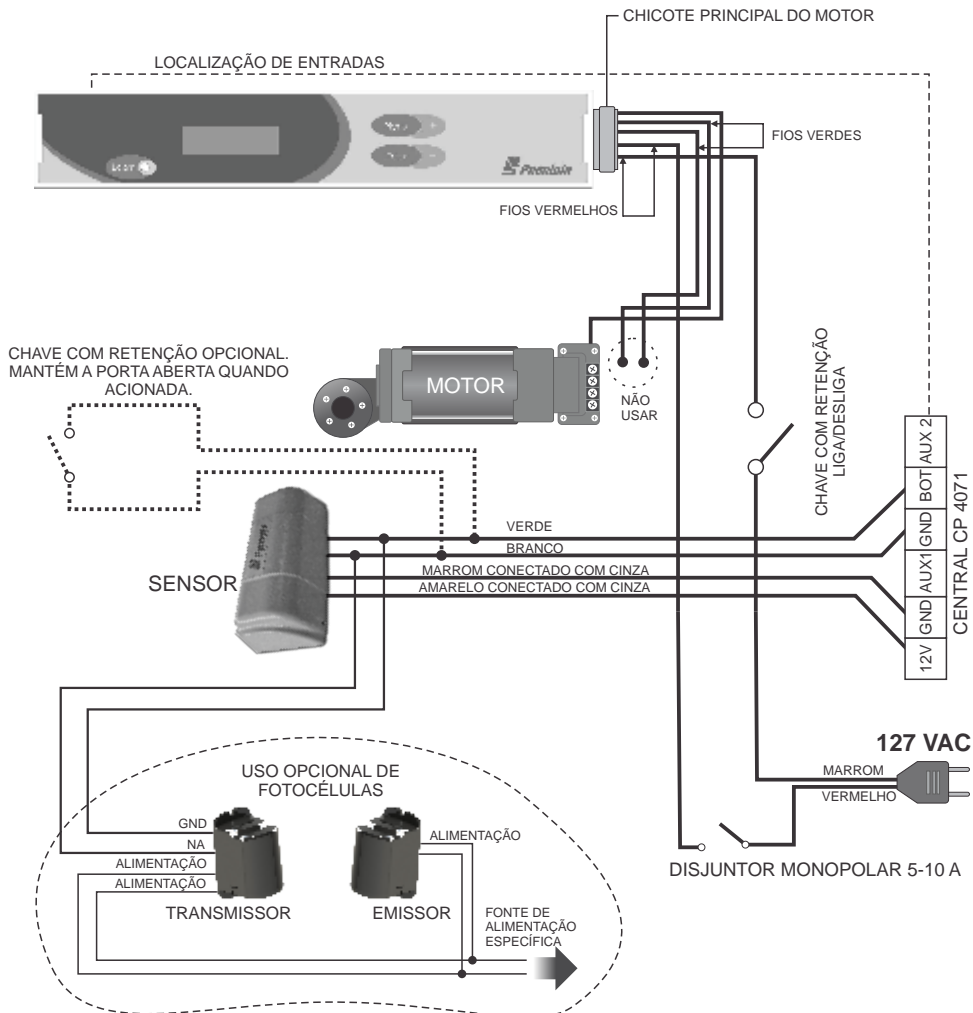 CHICOTE PRINCIPAL DO MOTOR
LOCALIZAÇÃO DE ENTRADAS
FIOS VERDES
FIOS VERMELHOS
CHAVE COM RETENÇÃO OPCIONAL.
MANTÉM A PORTA ABERTA QUANDO
ACIONADA.
MOTOR
NÃO
USAR
CHAVE COM RETENÇÃO
LIGA/DESLIGA
AUX 2
BOT
GND
AUX1
GND
12V
CENTRAL CP 4071
VERDE
BRANCO
MARROM CONECTADO COM CINZA
AMARELO CONECTADO COM CINZA
SENSOR
127 VAC
MARROM
VERMELHO
DISJUNTOR MONOPOLAR 5-10 A
USO OPCIONAL DE
FOTOCÉLULAS
GND
NA
ALIMENTAÇÃO
ALIMENTAÇÃO
ALIMENTAÇÃO
TRANSMISSOR
EMISSOR
FONTE DE
ALIMENTAÇÃO
ESPECÍFICA